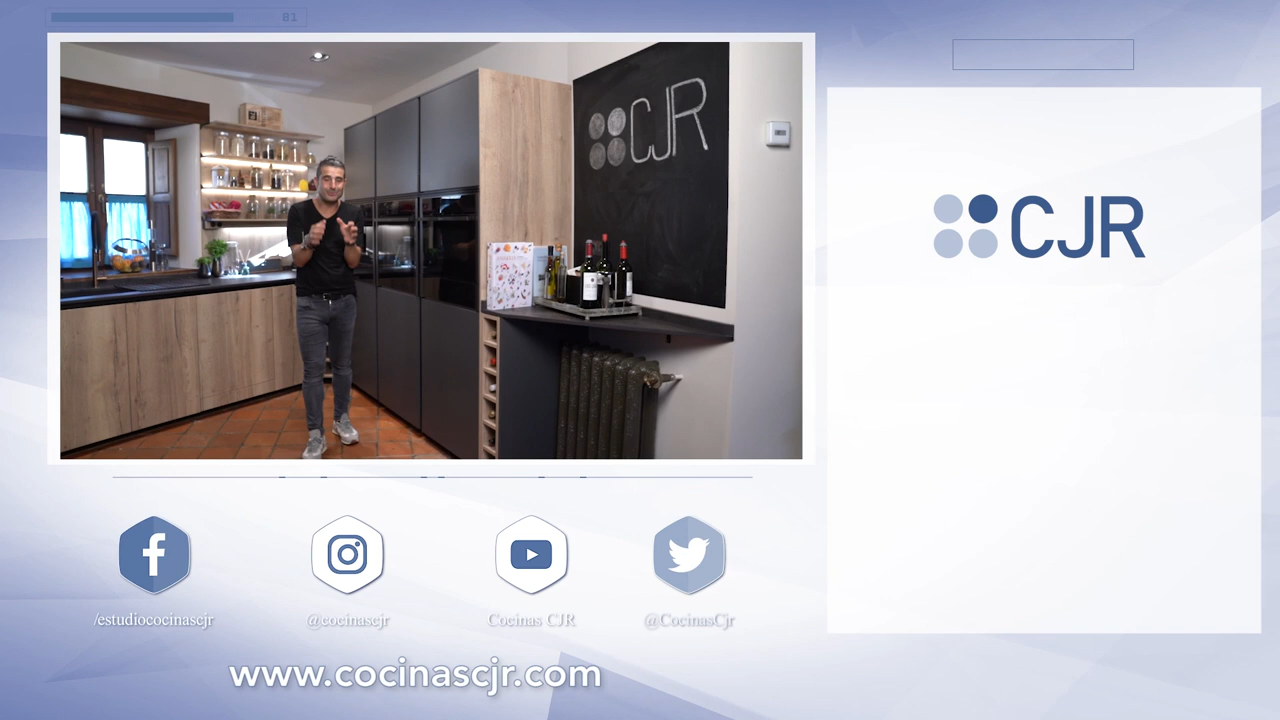 81
CJR
CJR
/estudiococinascjr
@cocinascjr
Cocinas CJR
@CocinasCjr
www.cocinascjr.com